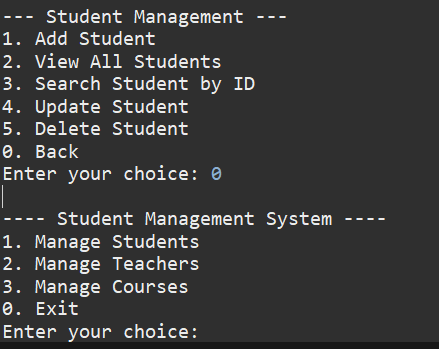 --- Student Management ---
1. Add Student
2. View All Students
3. Search Student by ID
4. Update Student
5. Delete Student
0. Back
Enter your choice: 0
---- Student Management System ----
1. Manage Students
2. Manage Teachers
3. Manage Courses
0. Exit
Enter your choice: